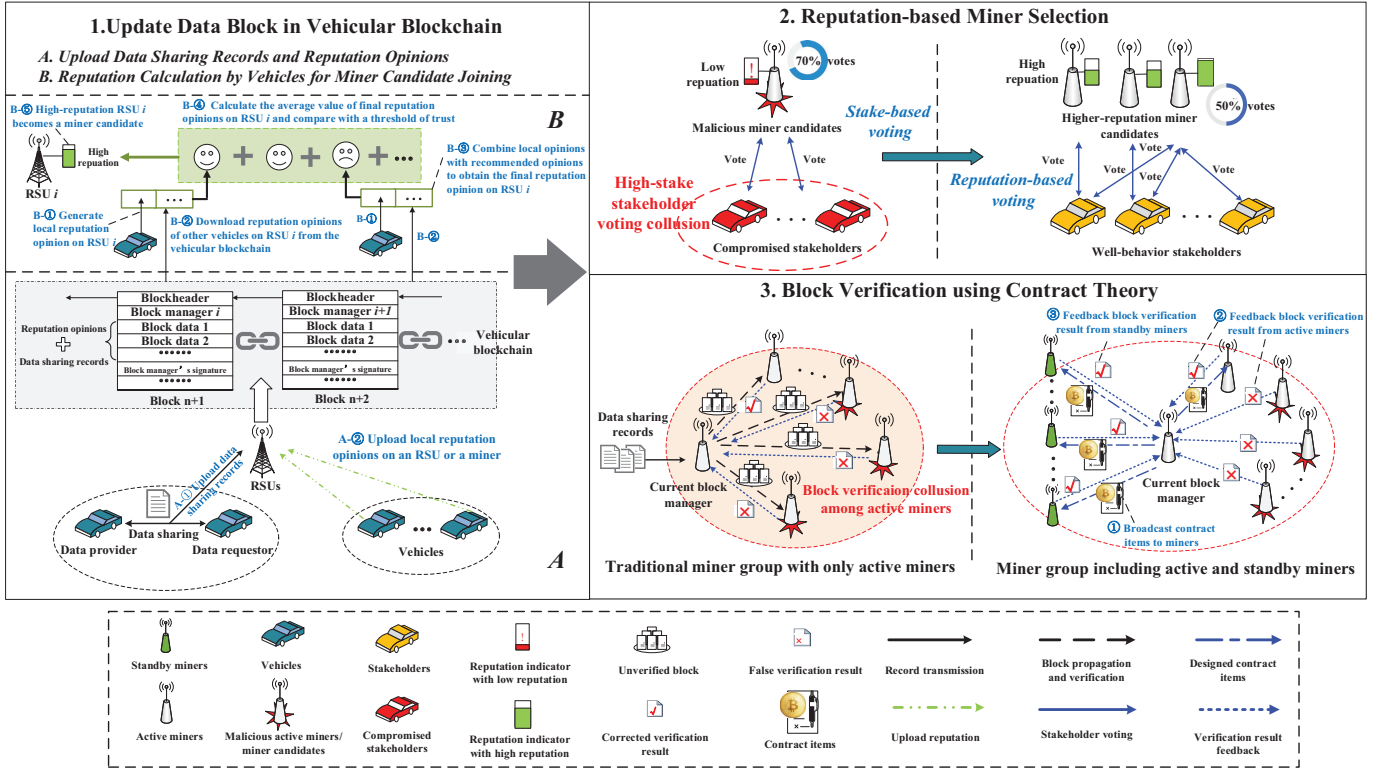 1.Update Data Block in Vehicular Blockchain
A. Upload Data Sharing Records and Reputation Opinions
B. Reputation Calculation by Vehicles for Miner Candidate Joining
B-⑤ High-reputation RSU i
becomes a miner candidate
B-④ Calculate the average value of final reputation
opinions on RSU i and compare with a threshold of trust
B
High
repuation
RSU i
B-③ Combine local opinions
with recommended opinions
to obtain the final reputation
opinion on RSU i
B-① Generate
local reputation
opinion on RSU i
B-② Download reputation opinions
of other vehicles on RSU i from the
vehicular blockchain
B-①
B-②
Blockheader
Block manager i
Block data 1
Block data 2
Block manager's signature
Block n+1
Blockheader
Block manager i+1
Block data 1
Block data 2
Block manager's signature
Block n+2
Reputation opinions
Data sharing records
Vehicular
blockchain
A-① Upload data
sharing records
RSUs
A-② Upload local reputation
opinions on an RSU or a miner
Data sharing
Data provider
Data requestor
Vehicles
A
2. Reputation-based Miner Selection
Low
repuation
70%
votes
Malicious miner candidates
Vote
Vote
High-stake
stakeholder
voting collusion
Compromised stakeholders
Stake-based
voting
Reputation-based
voting
High
repuation
50%
votes
Higher-reputation miner
candidates
Vote
Vote
Vote
Vote
Well-behavior stakeholders
3. Block Verification using Contract Theory
Data sharing
records
Current block
manager
Block verificaion collusion
among active miners
Traditional miner group with only active miners
③ Feedback block verification
result from standby miners
② Feedback block verification
result from active miners
Current block
manager
① Broadcast contract
items to miners
Miner group including active and standby miners
Standby miners
Vehicles
Stakeholders
Reputation indicator
with low reputation
Unverified block
False verification result
Record transmission
Block propagation
and verification
Designed contract
items
Active miners
Malicious active miners/
miner candidates
Compromised
stakeholders
Reputation indicator
with high reputation
Corrected verification
result
Contract items
Upload reputation
Stakeholder voting
Verification result
feedback